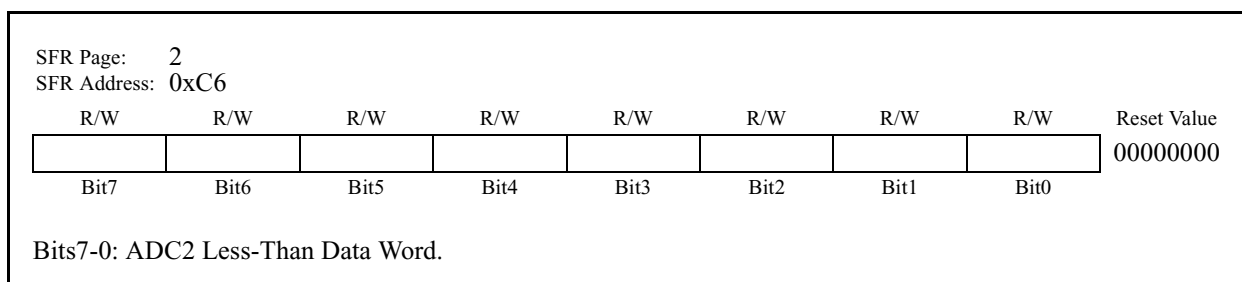 SFR Page: 2
SFR Address: 0xC6
R/W R/W R/W R/W R/W R/W R/W R/W Reset Value
00000000
Bit7 Bit6 Bit5 Bit4 Bit3 Bit2 Bit1 Bit0
Bits7-0: ADC2 Less-Than Data Word.